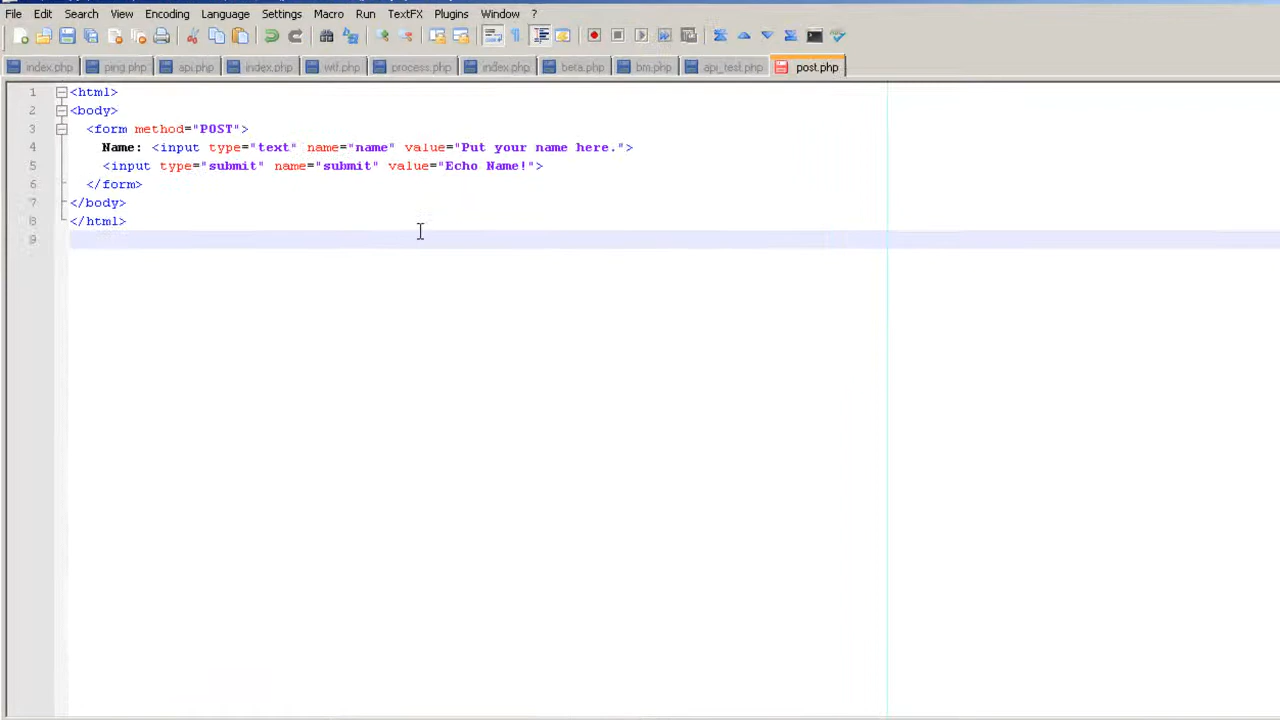 File Edit Search View Encoding Language Settings Macro Run TextFX Plugins Window ?
index.php ping.php api.php index.php wtf.php process.php index.php beta.php bm.php api_test.php post.php
1 <html>
2 <body>
3 <form method="POST">
4 Name: <input type="text" name="name" value="Put your name here.">
5 <input type="submit" name="submit" value="Echo Name!">
6 </form>
7 </body>
8 </html>
9